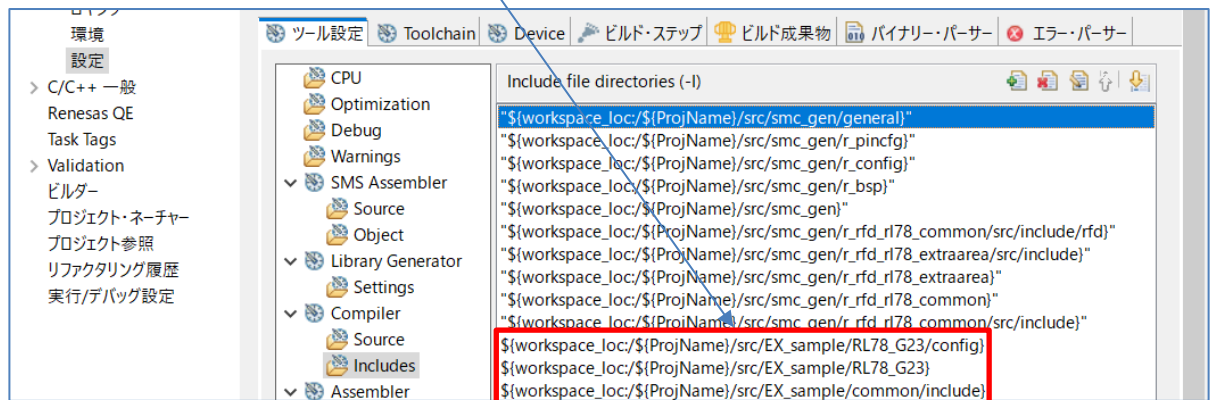 環境
設定
C/C++ 一般
Renesas QE
Task Tags
Validation
ビルダー
プロジェクト・ネーチャー
プロジェクト参照
リファクタリング履歴
実行/デバッグ設定
ツール設定 Toolchain Device ビルド・ステップ ビルド成果物 バイナリー・パーサー エラー・パーサー
CPU
Optimization
Debug
Warnings
SMS Assembler
Source
Object
Library Generator
Settings
Compiler
Source
Includes
Assembler
Include file directories (-I)
"${workspace_loc:/${ProjName}/src/smc_gen/general}"
"${workspace_loc:/${ProjName}/src/smc_gen/r_pincfg}"
"${workspace_loc:/${ProjName}/src/smc_gen/r_config}"
"${workspace_loc:/${ProjName}/src/smc_gen/r_bsp}"
"${workspace_loc:/${ProjName}/src/smc_gen}"
"${workspace_loc:/${ProjName}/src/smc_gen/r_rfd_rl78_common/src/include/rfd}"
"${workspace_loc:/${ProjName}/src/smc_gen/r_rfd_rl78_extraarea/src/include}"
"${workspace_loc:/${ProjName}/src/smc_gen/r_rfd_rl78_extraarea}"
"${workspace_loc:/${ProjName}/src/smc_gen/r_rfd_rl78_common}"
"${workspace_loc:/${ProjName}/src/smc_gen/r_rfd_rl78_common/src/include}"
${workspace_loc:/${ProjName}/src/EX_sample/RL78_G23/config}
${workspace_loc:/${ProjName}/src/EX_sample/RL78_G23}
${workspace_loc:/${ProjName}/src/EX_sample/common/include}